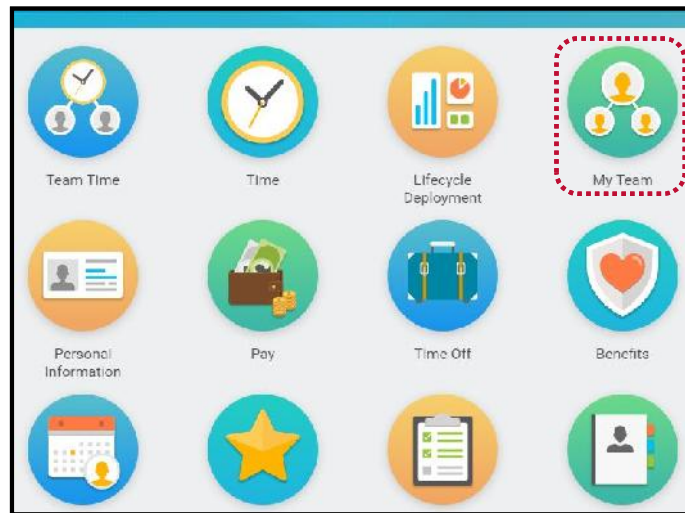 Team Time
Time
Lifecycle
Deployment
My Team
Personal
Information
Pay
Time Off
Benefits